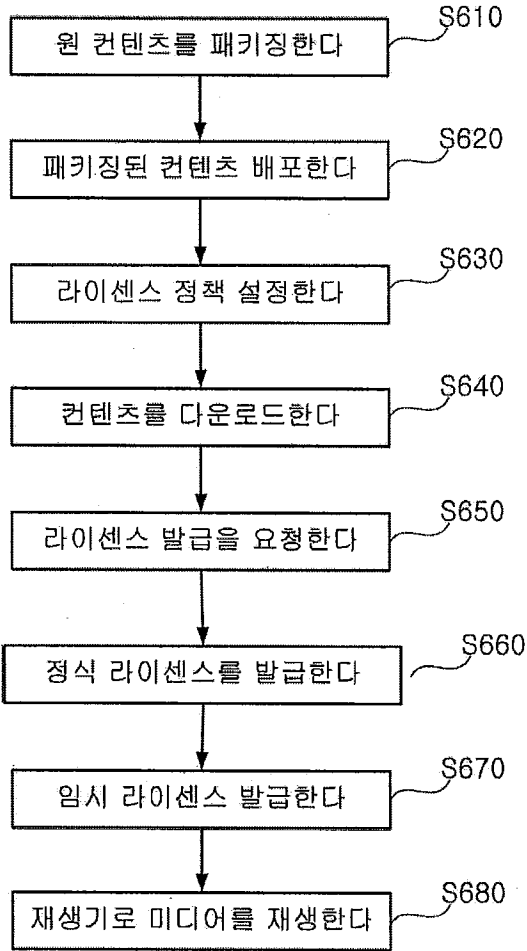 S610
원 컨텐츠를 패키징한다
S620
패키징된 컨텐츠 배포한다
S630
라이센스 정책 설정한다
S640
컨텐츠를 다운로드한다
S650
라이센스 발급을 요청한다
S660
정식 라이센스를 발급한다
S670
임시 라이센스 발급한다
S680
재생기로 미디어를 재생한다